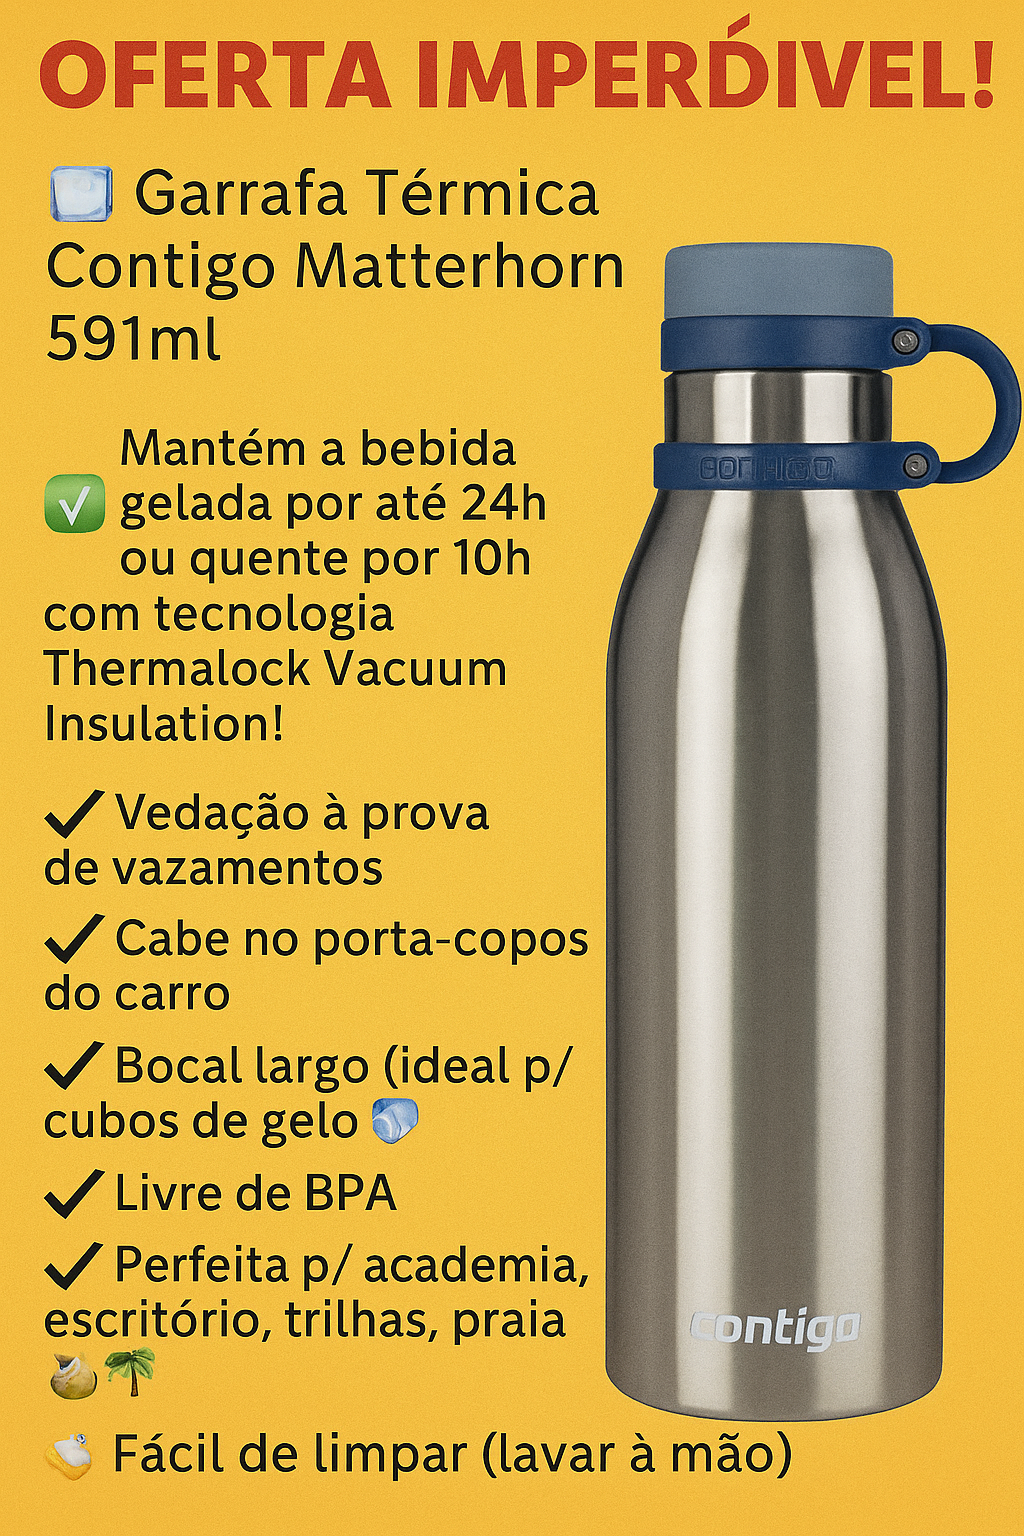 OFERTA IMPERD́IVEL!
Garrafa Térmica
Contigo Matterhorn
591ml
Mantém a bebida
gelada por até 24h
ou quente por 10h
com tecnologia
Thermalock Vacuum
Insulation!
✔ Vedação à prova
de vazamentos
✔ Cabe no porta-copos
do carro
✔ Bocal largo (ideal p/
cubos de gelo
✔ Livre de BPA
✔ Perfeita p/ academia,
escritório, trilhas, praia
Fácil de limpar (lavar à mão)
contigo